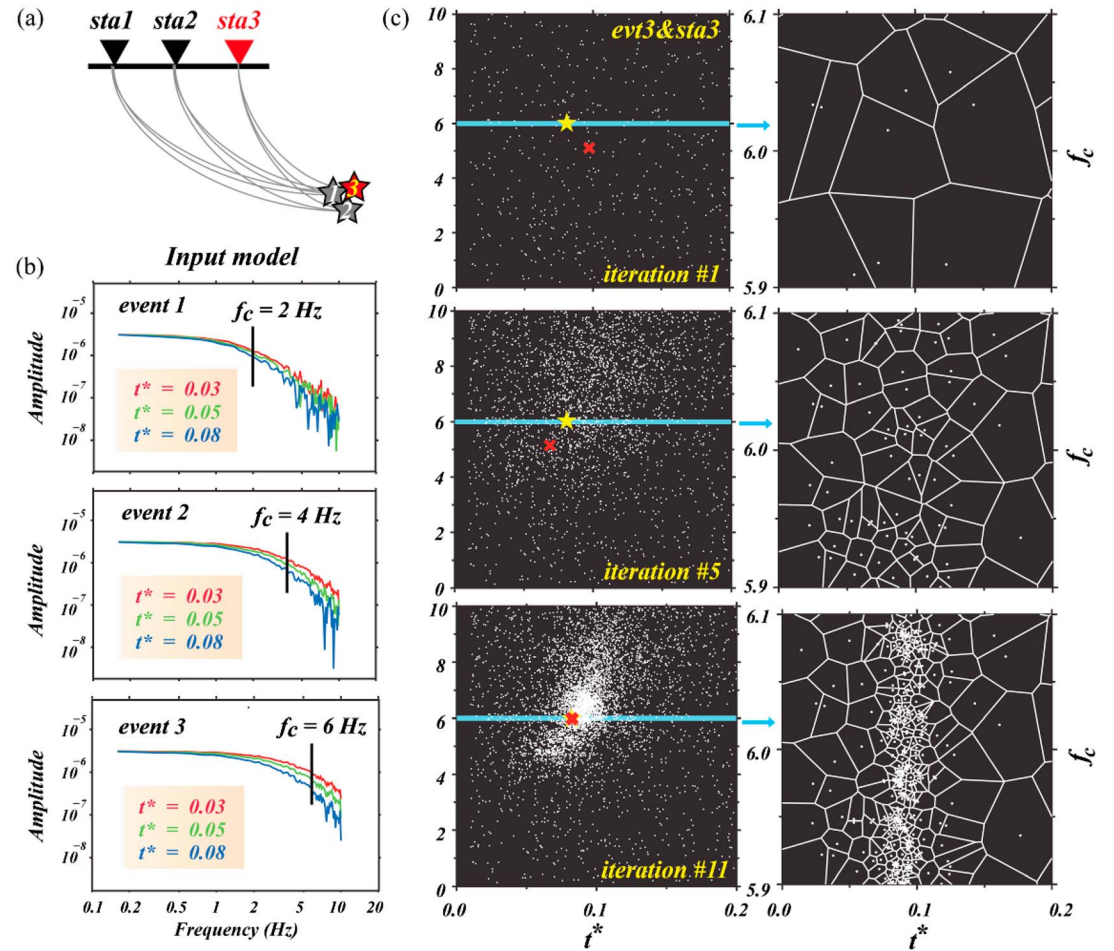 (a)
sta1 sta2 sta3
1 3
2
(b)
Input model
event 1
f_c = 2 Hz
t* = 0.03
t* = 0.05
t* = 0.08
Amplitude
10⁻⁵
10⁻⁶
10⁻⁷
10⁻⁸
event 2
f_c = 4 Hz
t* = 0.03
t* = 0.05
t* = 0.08
Amplitude
10⁻⁵
10⁻⁶
10⁻⁷
10⁻⁸
event 3
f_c = 6 Hz
t* = 0.03
t* = 0.05
t* = 0.08
Amplitude
10⁻⁵
10⁻⁶
10⁻⁷
10⁻⁸
0.1 0.2 0.5 1 2 5 10 20
Frequency (Hz)
(c)
evt3&sta3
iteration #1
10
8
6
4
2
0
6.1
6.0
5.9
f_c
iteration #5
10
8
6
4
2
0
6.0
5.9
f_c
iteration #11
10
8
6
4
2
0
6.1
6.0
5.9
f_c
0.0 0.1 0.2
t*
0.0 0.1 0.2
t*